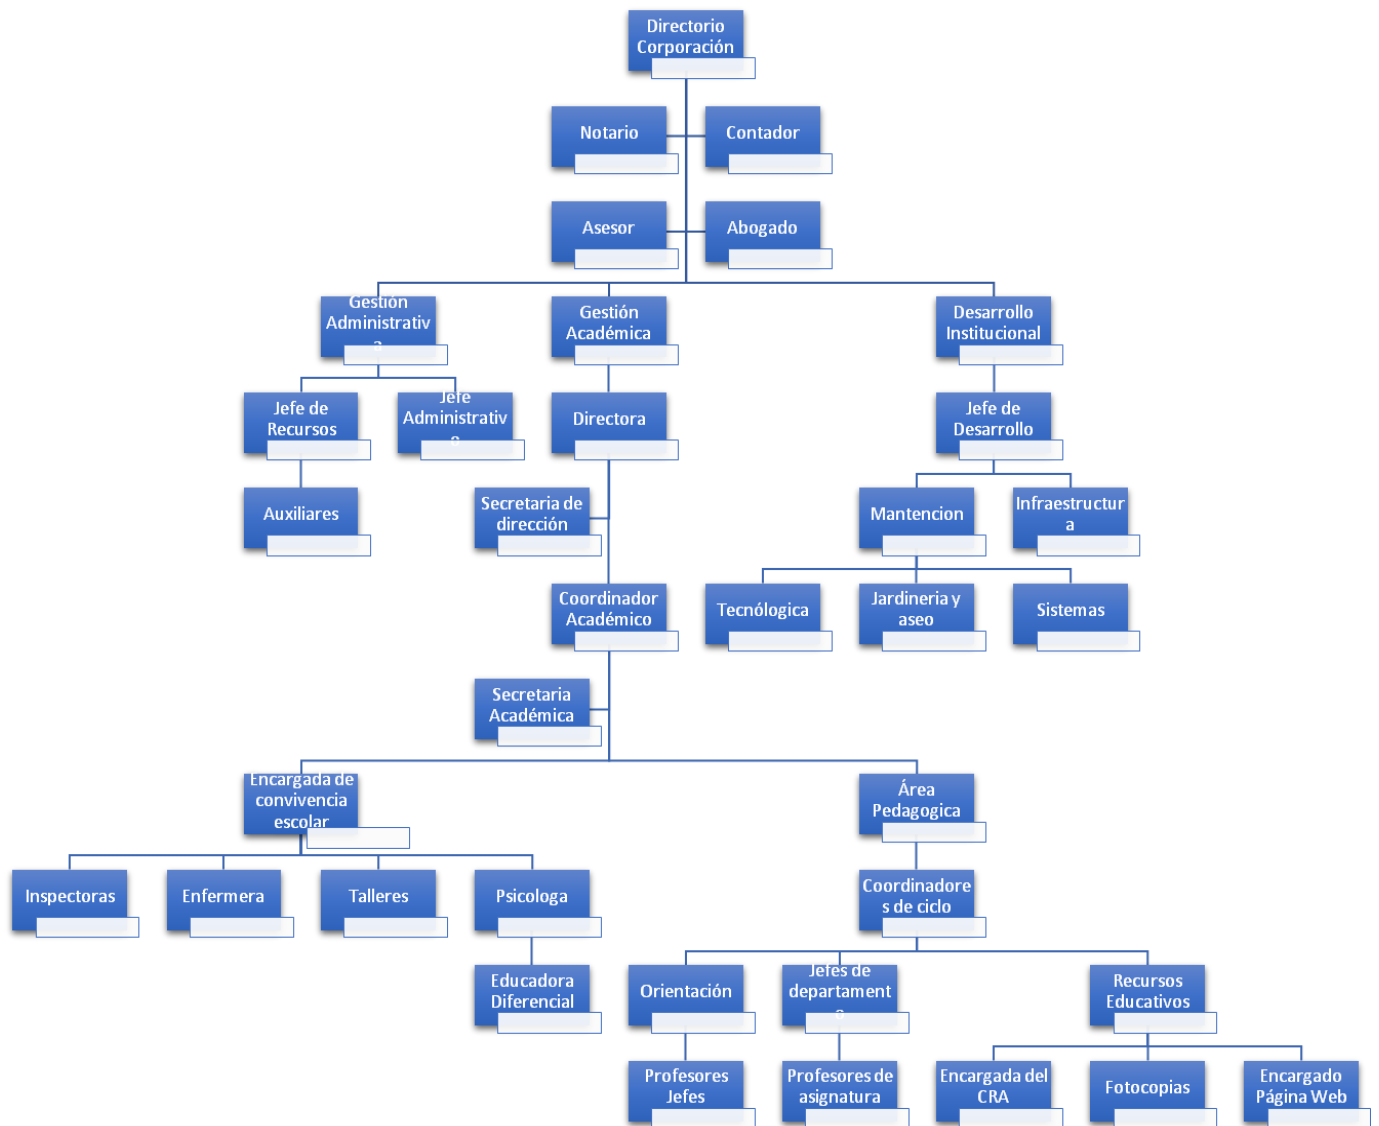 Directorio
Corporación
Notario
Contador
Asesor
Abogado
Gestión
Administrativ
a
Gestión
Académica
Desarrollo
Institucional
Jefe de
Recursos
Jefe
Administrativ
o
Directora
Jefe de
Desarrollo
Auxiliares
Secretaria de
dirección
Mantencion
Infraestructur
a
Coordinador
Académico
Tecnólogica
Jardineria y
aseo
Sistemas
Secretaria
Académica
Encargada de
convivencia
escolar
Área
Pedagogica
Inspectoras
Enfermera
Talleres
Psicologa
Coordinadore
s de ciclo
Educadora
Diferencial
Orientación
Jefes de
departament
o
Recursos
Educativos
Profesores
Jefes
Profesores de
asignatura
Encargada del
CRA
Fotocopias
Encargado
Página Web